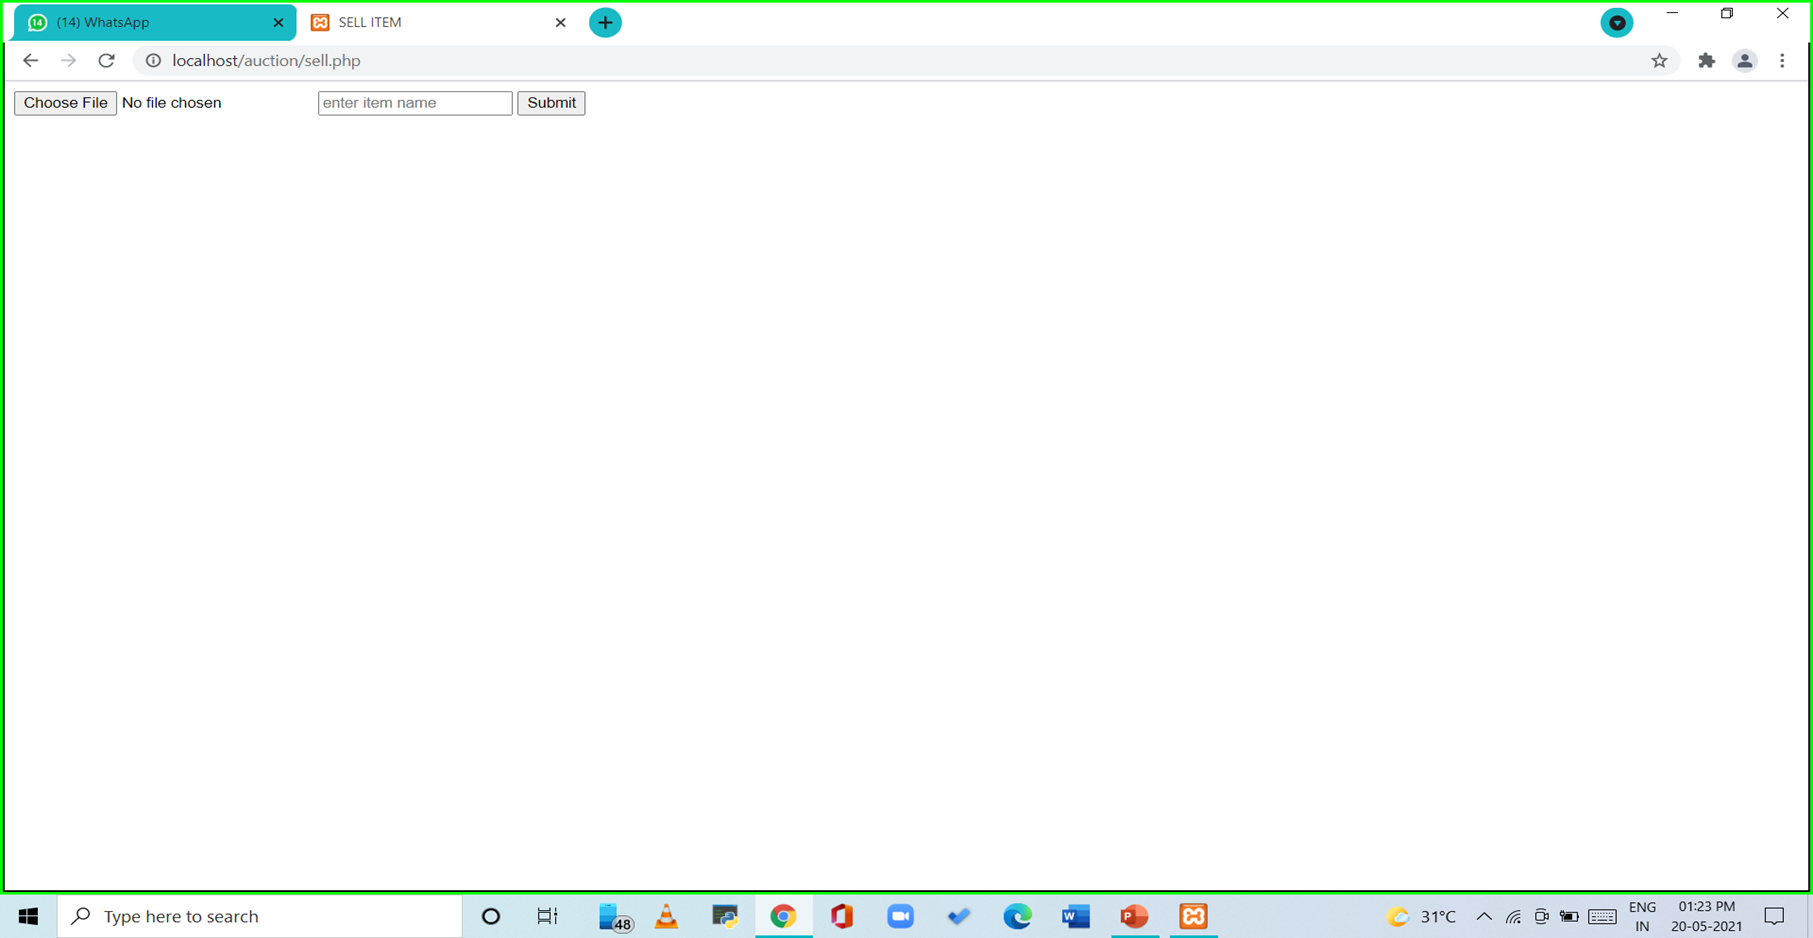 14 (14) WhatsApp
SELL ITEM
localhost/auction/sell.php
Choose File No file chosen enter item name Submit
Type here to search
48
W
P
31°C
ENG
IN
01:23 PM
20-05-2021